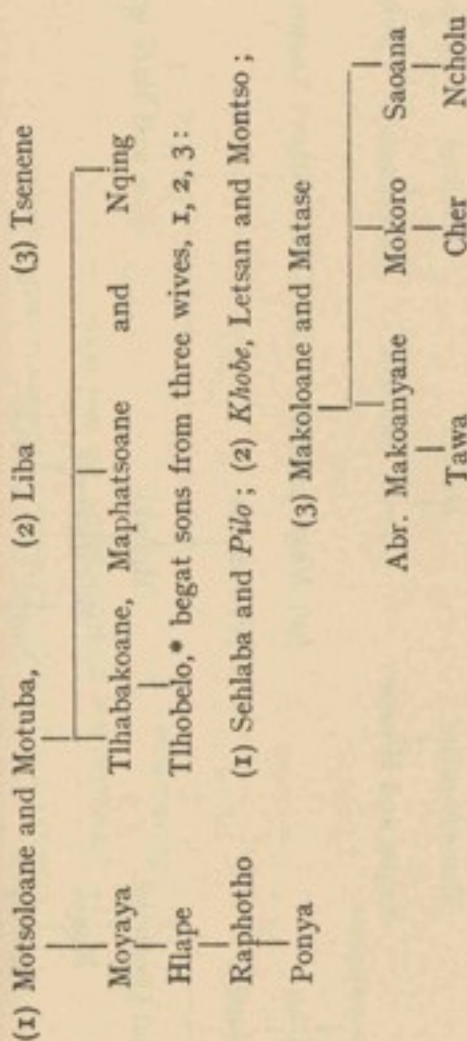 (1) Motsoloane and Motuba, (2) Liba (3) Tsenene
Moyaya Tlhabakoane, Maphatsoane and Nqing
Hlape Tlhobelo,* begat sons from three wives, 1, 2, 3 :
Raphotho (1) Sehlaba and Pilo ; (2) Khobe, Letsan and Montso ;
Ponya (3) Makoloane and Matase
Abr. Makoanyane Mokoro Saoana
Tawa Cher Ncholu